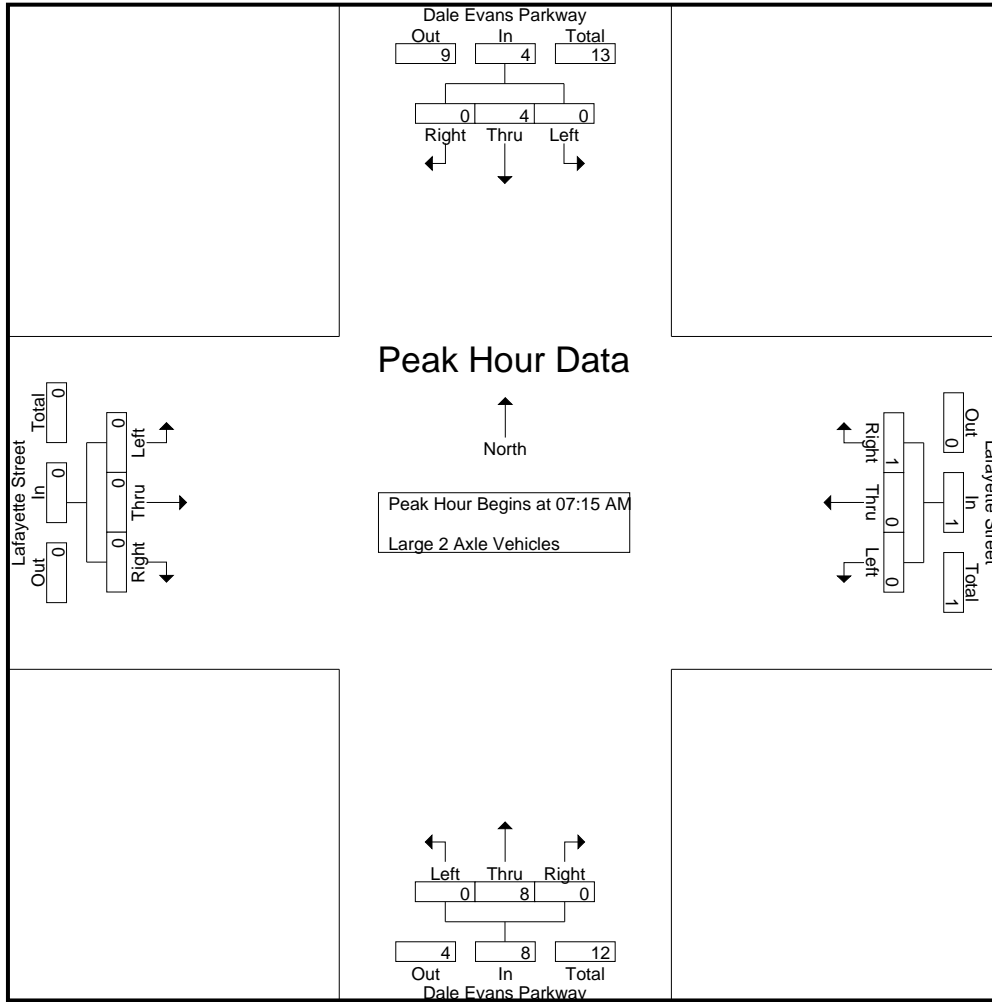 Dale Evans Parkway
Out In Total
9 4 13
0 4 0
Right Thru Left
Peak Hour Data
North
Peak Hour Begins at 07:15 AM
Large 2 Axle Vehicles
Lafayette Street
Total In Out
0 0 0
0 0 0
Left Thru Right
Lafayette Street
Out In Total
0 1 1
1 0 0
Right Thru Left
Left Thru Right
0 8 0
4 8 12
Out In Total
Dale Evans Parkway